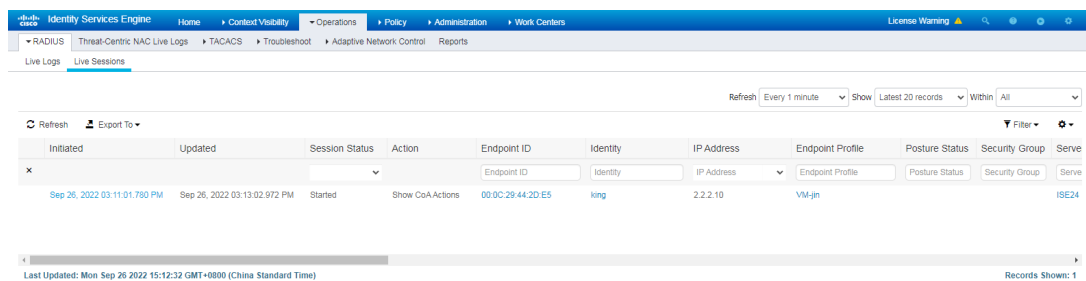 cisco Identity Services Engine Home Context Visibility Operations Policy Administration Work Centers License Warning
RADIUS Threat-Centric NAC Live Logs TACACS Troubleshoot Adaptive Network Control Reports
Live Logs Live Sessions
Refresh Every 1 minute Show Latest 20 records Within All
Refresh Export To Filter
Initiated Updated Session Status Action Endpoint ID Identity IP Address Endpoint Profile Posture Status Security Group Serve
Endpoint ID Identity IP Address Endpoint Profile Posture Status Security Group Serve
Sep 26, 2022 03:11:01.780 PM Sep 26, 2022 03:13:02.972 PM Started Show CoA Actions 00:0C:29:44:2D:E5 king 2.2.2.10 VM-jin ISE24
Last Updated: Mon Sep 26 2022 15:12:32 GMT+0800 (China Standard Time) Records Shown: 1